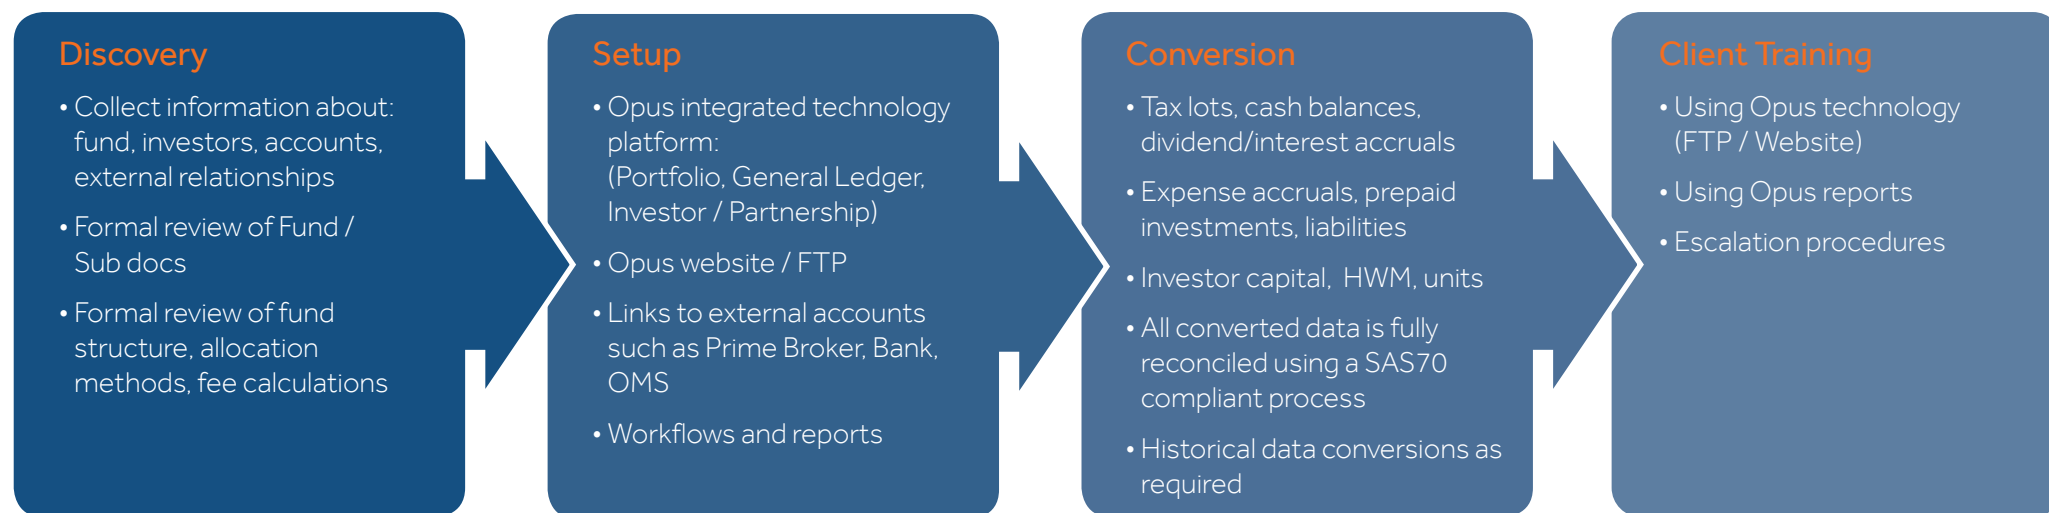 Discovery
• Collect information about:
fund, investors, accounts,
external relationships
• Formal review of Fund /
Sub docs
• Formal review of fund
structure, allocation
methods, fee calculations
Setup
• Opus integrated technology
platform:
(Portfolio, General Ledger,
Investor / Partnership)
• Opus website / FTP
• Links to external accounts
such as Prime Broker, Bank,
OMS
• Workflows and reports
Conversion
• Tax lots, cash balances,
dividend/interest accruals
• Expense accruals, prepaid
investments, liabilities
• Investor capital, HWM, units
• All converted data is fully
reconciled using a SAS70
compliant process
• Historical data conversions as
required
Client Training
• Using Opus technology
(FTP / Website)
• Using Opus reports
• Escalation procedures